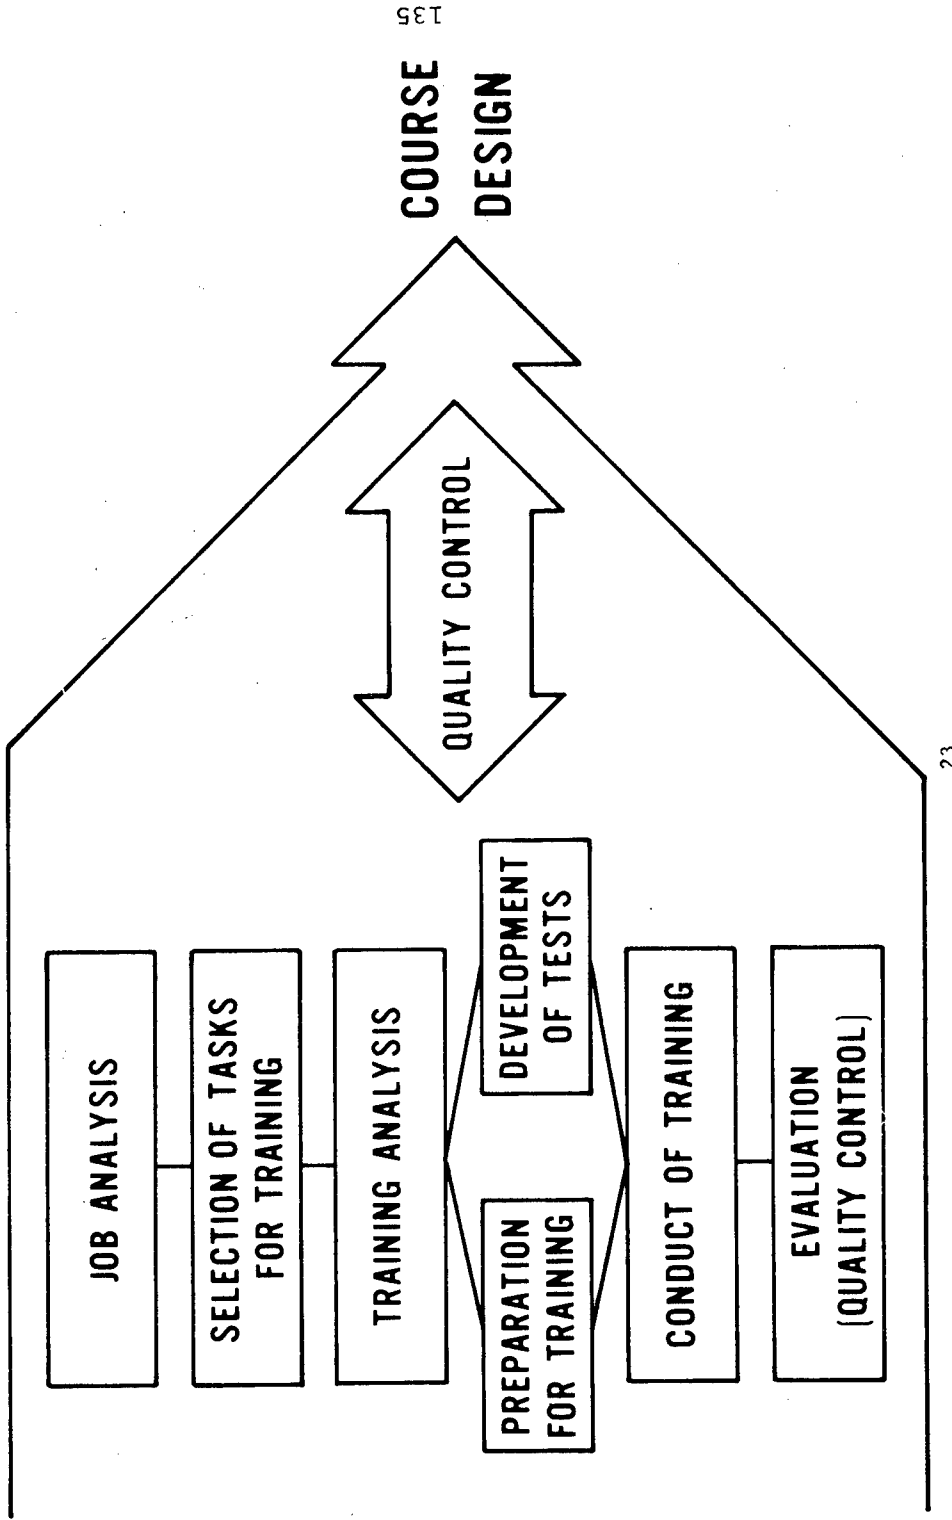 JOB ANALYSIS
SELECTION OF TASKS
FOR TRAINING
TRAINING ANALYSIS
PREPARATION
FOR TRAINING
DEVELOPMENT
OF TESTS
CONDUCT OF TRAINING
EVALUATION
(QUALITY CONTROL)
QUALITY CONTROL
COURSE
DESIGN
23
135